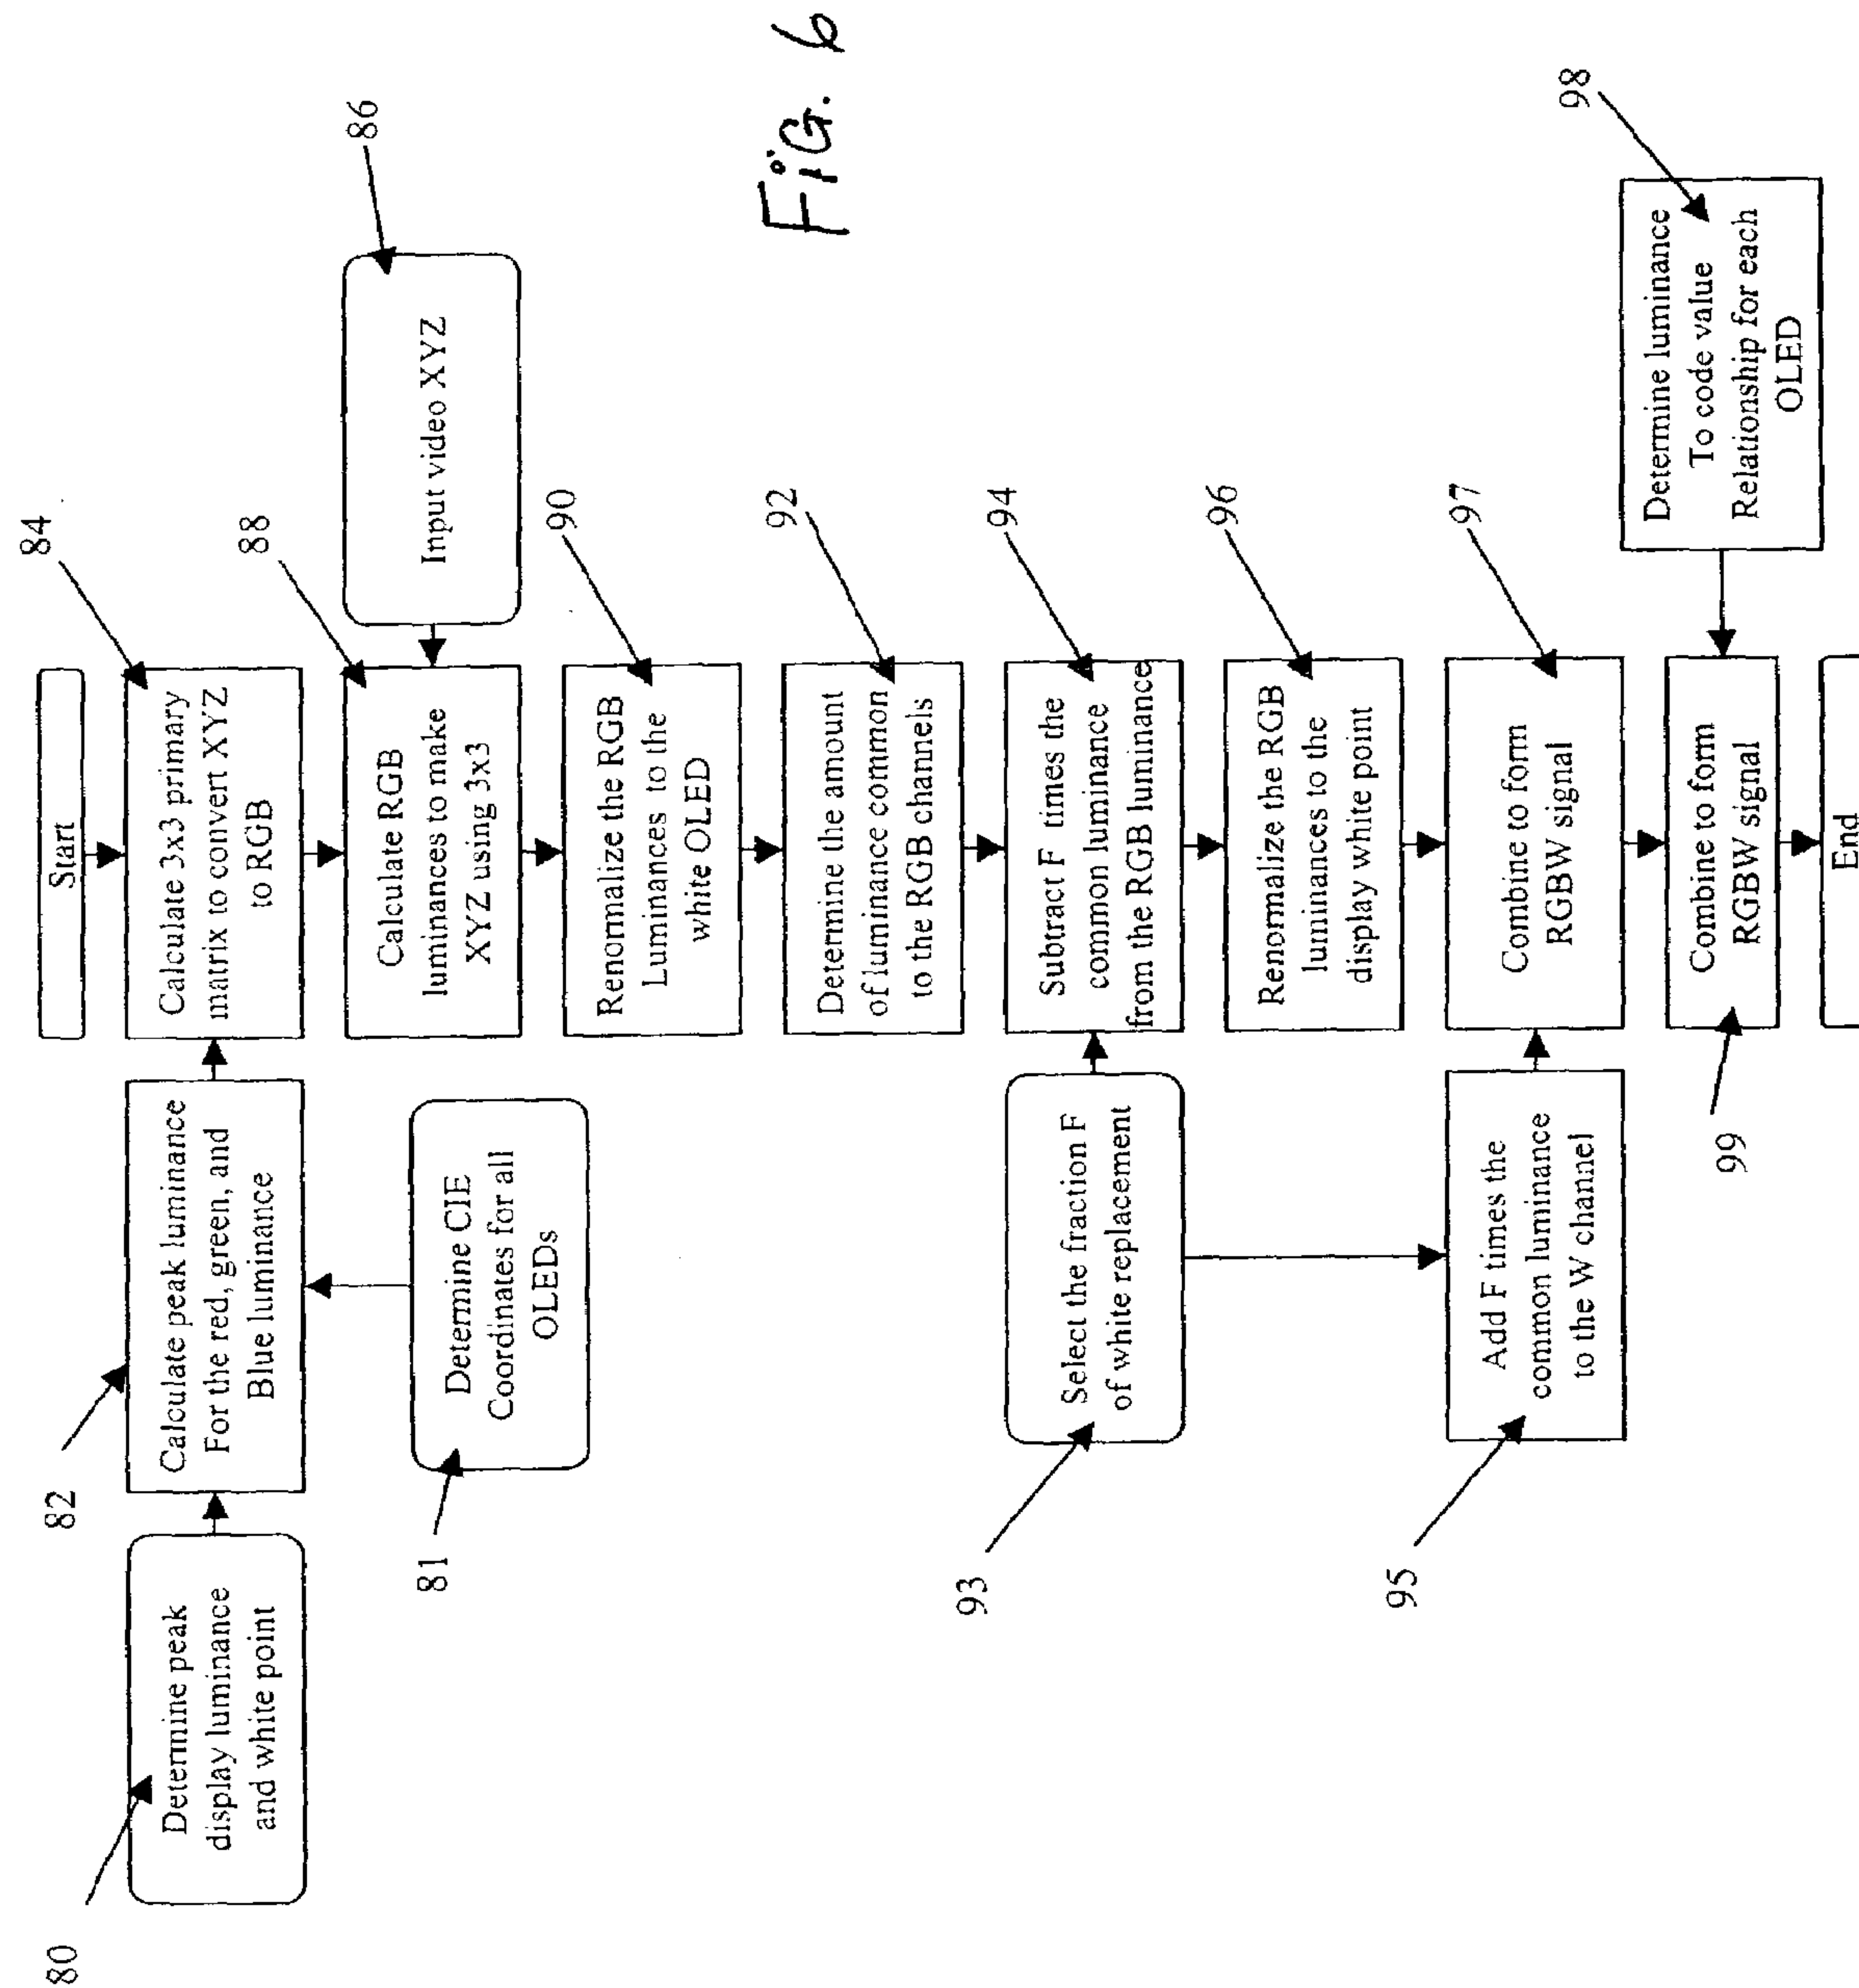 Start
84
Calculate 3x3 primary
matrix to convert XYZ
to RGB
82
Calculate peak luminance
For the red, green, and
Blue luminance
80
Determine peak
display luminance
and white point
81
Determine CIE
Coordinates for all
OLEDs
88
Calculate RGB
luminances to make
XYZ using 3x3
86
Input video XYZ
90
Renomalize the RGB
Luminances to the
white OLED
92
Determine the amount
of luminance common
to the RGB channels
94
Subtract F times the
common luminance
from the RGB luminance
93
Select the fraction F
of white replacement
96
Renomalize the RGB
luminances to the
display white point
97
Combine to form
RGBW signal
95
Add F times the
common luminance
to the W channel
98
Determine luminance
To code value
Relationship for each
OLED
99
Combine to form
RGBW signal
End
FiG. 6